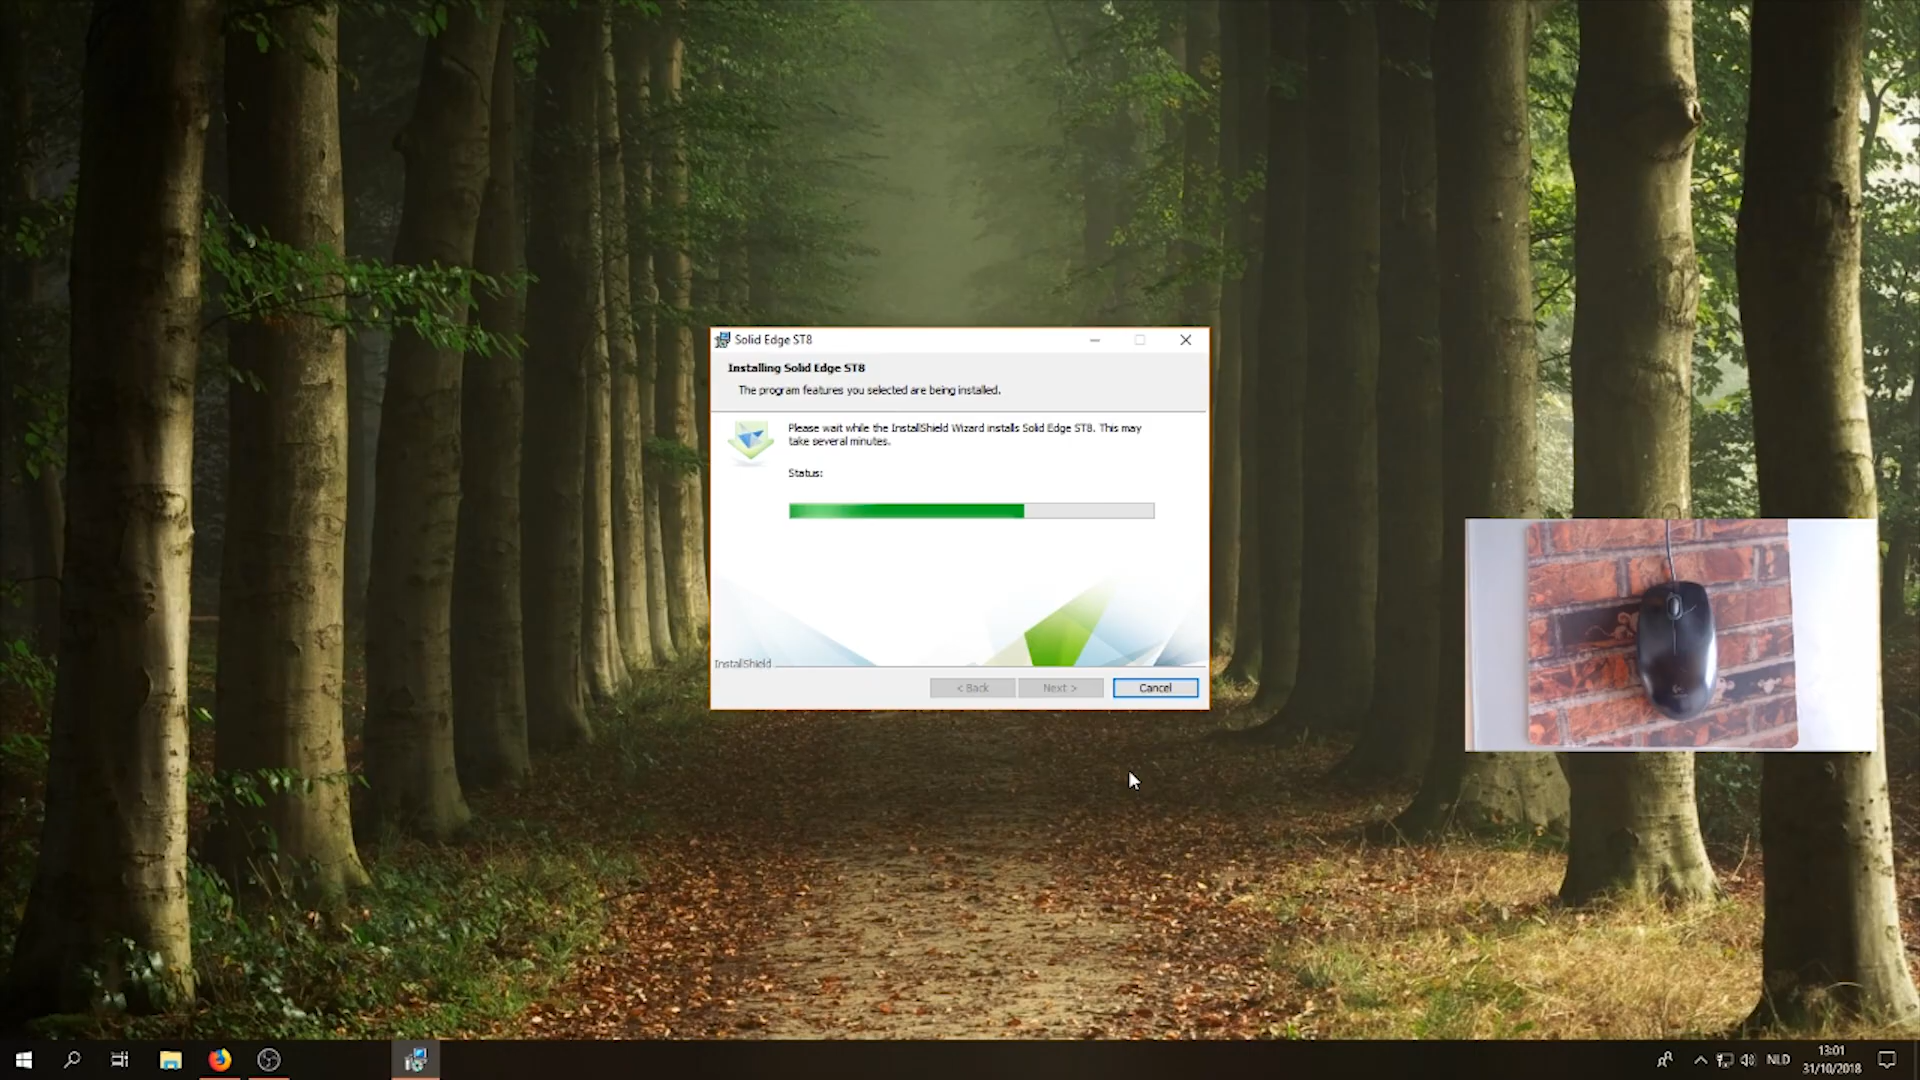 Solid Edge ST8
Installing Solid Edge ST8
The program features you selected are being installed.
Please wait while the InstallShield Wizard installs Solid Edge ST8. This may
take several minutes.
Status:
InstallShield
< Back
Next >
Cancel
NLD
13:01
31/10/2018